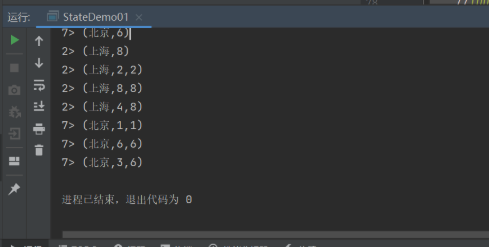 运行: StateDemo01
7> (北京,6)
2> (上海,8)
2> (上海,2,2)
2> (上海,8,8)
2> (上海,4,8)
7> (北京,1,1)
7> (北京,6,6)
7> (北京,3,6)
进程已结束，退出代码为 0